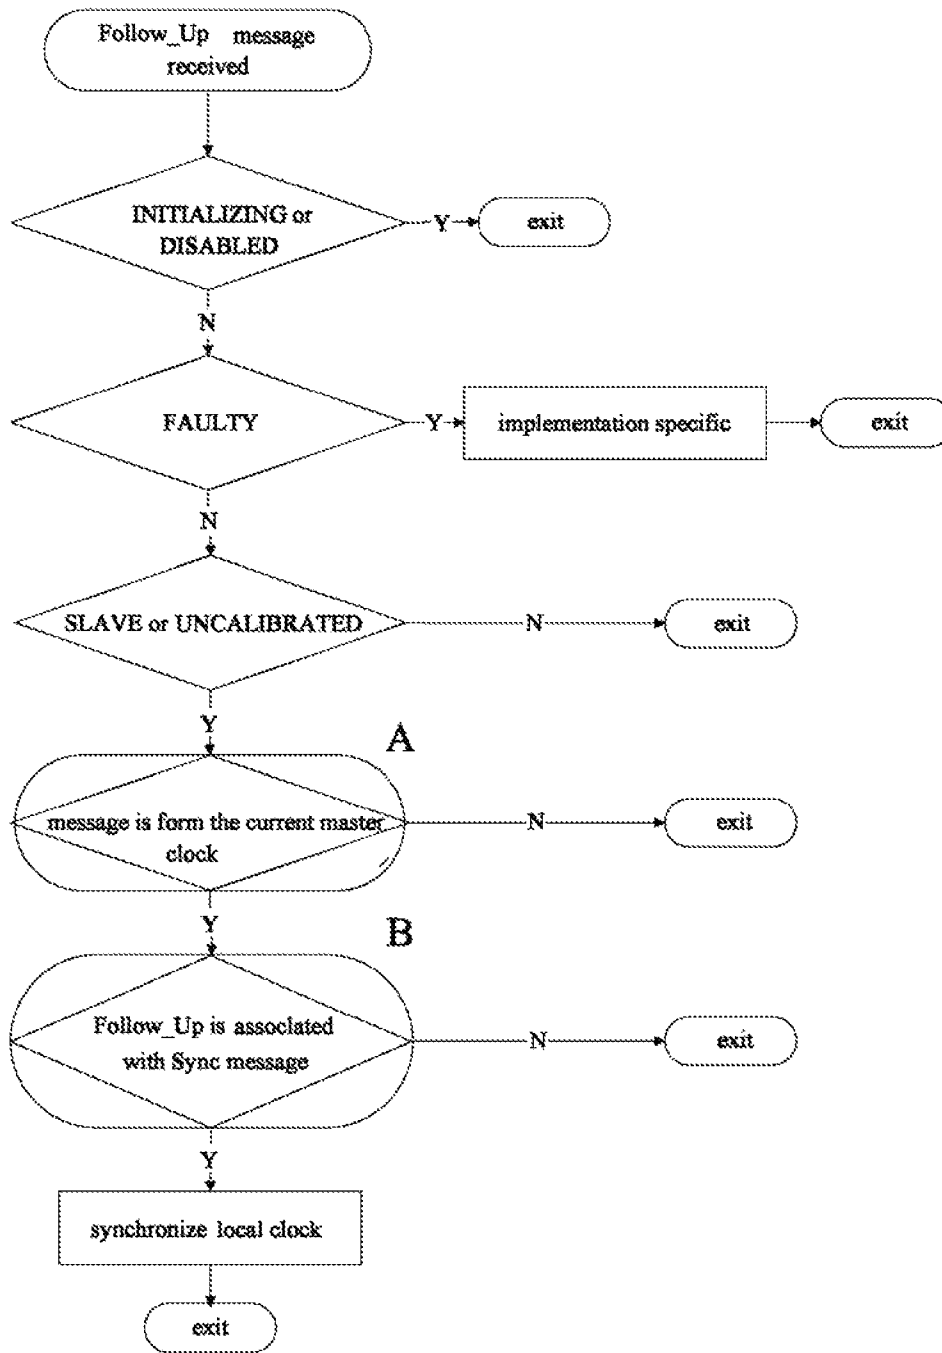 Follow_Up message
received
INITIALIZING or
DISABLED
Y
exit
N
FAULTY
Y
implementation specific
exit
N
SLAVE or UNCALIBRATED
N
exit
Y
A
message is form the current master
clock
N
exit
Y
B
Follow_Up is associated
with Sync message
N
exit
Y
synchronize local clock
exit